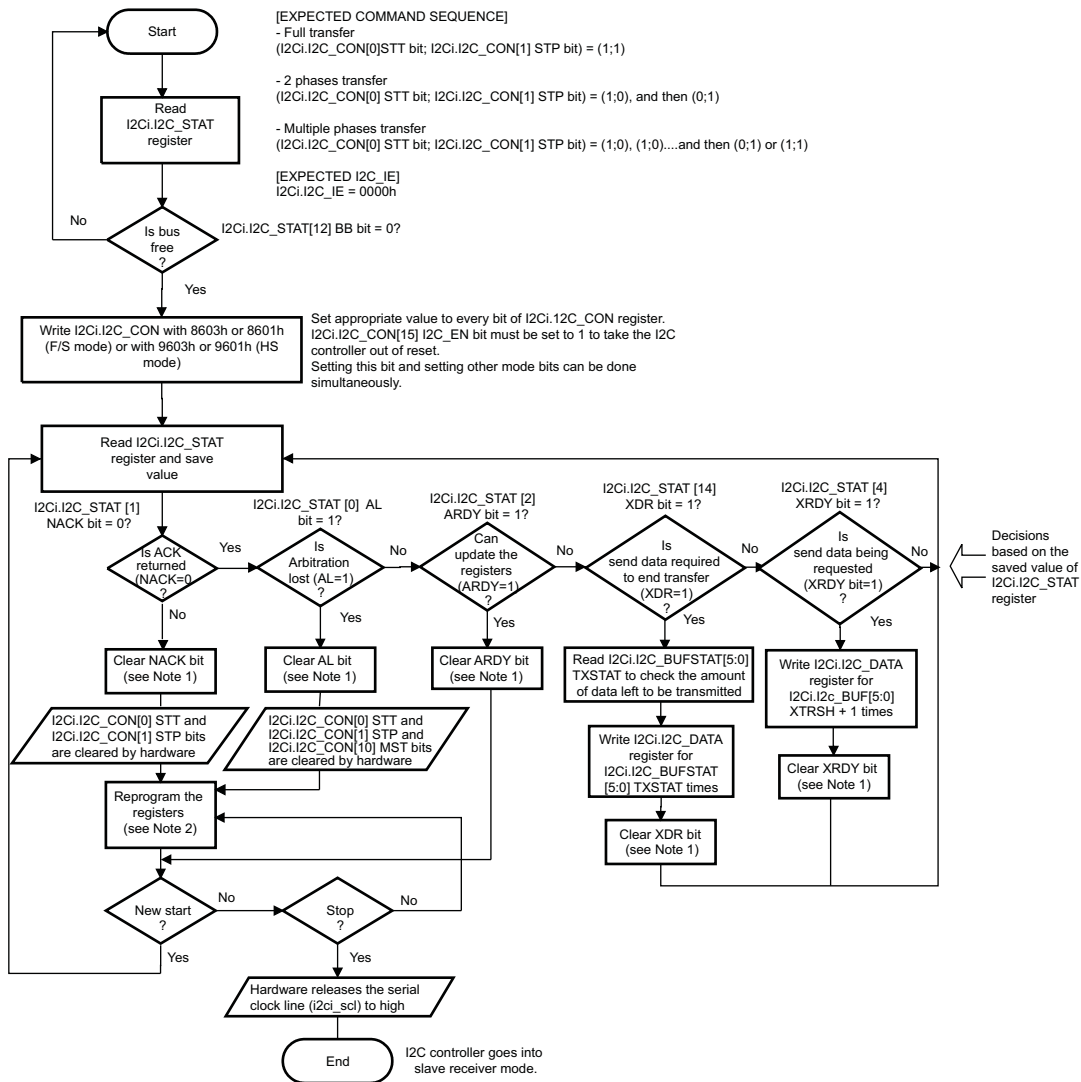 Start
[EXPECTED COMMAND SEQUENCE]
- Full transfer
(I2Ci.I2C_CON[0]STT bit; I2Ci.I2C_CON[1] STP bit) = (1;1)
- 2 phases transfer
(I2Ci.I2C_CON[0] STT bit; I2Ci.I2C_CON[1] STP bit) = (1;0), and then (0;1)
- Multiple phases transfer
(I2Ci.I2C_CON[0] STT bit; I2Ci.I2C_CON[1] STP bit) = (1;0), (1;0)....and then (0;1) or (1;1)
[EXPECTED I2C_IE]
I2Ci.I2C_IE = 0000h
Read
I2Ci.I2C_STAT
register
No
Is bus
free
?
I2Ci.I2C_STAT[12] BB bit = 0?
Yes
Write I2Ci.I2C_CON with 8603h or 8601h
(F/S mode) or with 9603h or 9601h (HS
mode)
Set appropriate value to every bit of I2Ci.12C_CON register.
I2Ci.I2C_CON[15] I2C_EN bit must be set to 1 to take the I2C
controller out of reset.
Setting this bit and setting other mode bits can be done
simultaneously.
Read I2Ci.I2C_STAT
register and save
value
I2Ci.I2C_STAT [1]
NACK bit = 0?
I2Ci.I2C_STAT [0] AL
bit = 1?
I2Ci.I2C_STAT [2]
ARDY bit = 1?
I2Ci.I2C_STAT [14]
XDR bit = 1?
I2Ci.I2C_STAT [4]
XRDY bit = 1?
Is ACK
returned
(NACK=0
?
Yes
No
Is
Arbitration
lost (AL=1)
?
No
Yes
Can
update the
registers
(ARDY=1)
?
No
Yes
Is
send data required
to end transfer
(XDR=1)
?
No
Yes
Is
send data being
requested
(XRDY bit=1)
?
No
Yes
Decisions
based on the
saved value of
I2Ci.I2C_STAT
register
Clear NACK bit
(see Note 1)
Clear AL bit
(see Note 1)
Clear ARDY bit
(see Note 1)
Read I2Ci.I2C_BUFSTAT[5:0]
TXSTAT to check the amount
of data left to be transmitted
Write I2Ci.I2C_DATA
register for
I2Ci.I2c_BUF[5:0]
XTRSH + 1 times
I2Ci.I2C_CON[0] STT and
I2Ci.I2C_CON[1] STP bits
are cleared by hardware
I2Ci.I2C_CON[0] STT and
I2Ci.I2C_CON[1] STP and
I2Ci.I2C_CON[10] MST bits
are cleared by hardware
Write I2Ci.I2C_DATA
register for
I2Ci.I2C_BUFSTAT
[5:0] TXSTAT times
Clear XRDY bit
(see Note 1)
Reprogram the
registers
(see Note 2)
Clear XDR bit
(see Note 1)
New start
?
No
Yes
Stop
?
No
Yes
Hardware releases the serial
clock line (i2ci_scl) to high
End
I2C controller goes into
slave receiver mode.